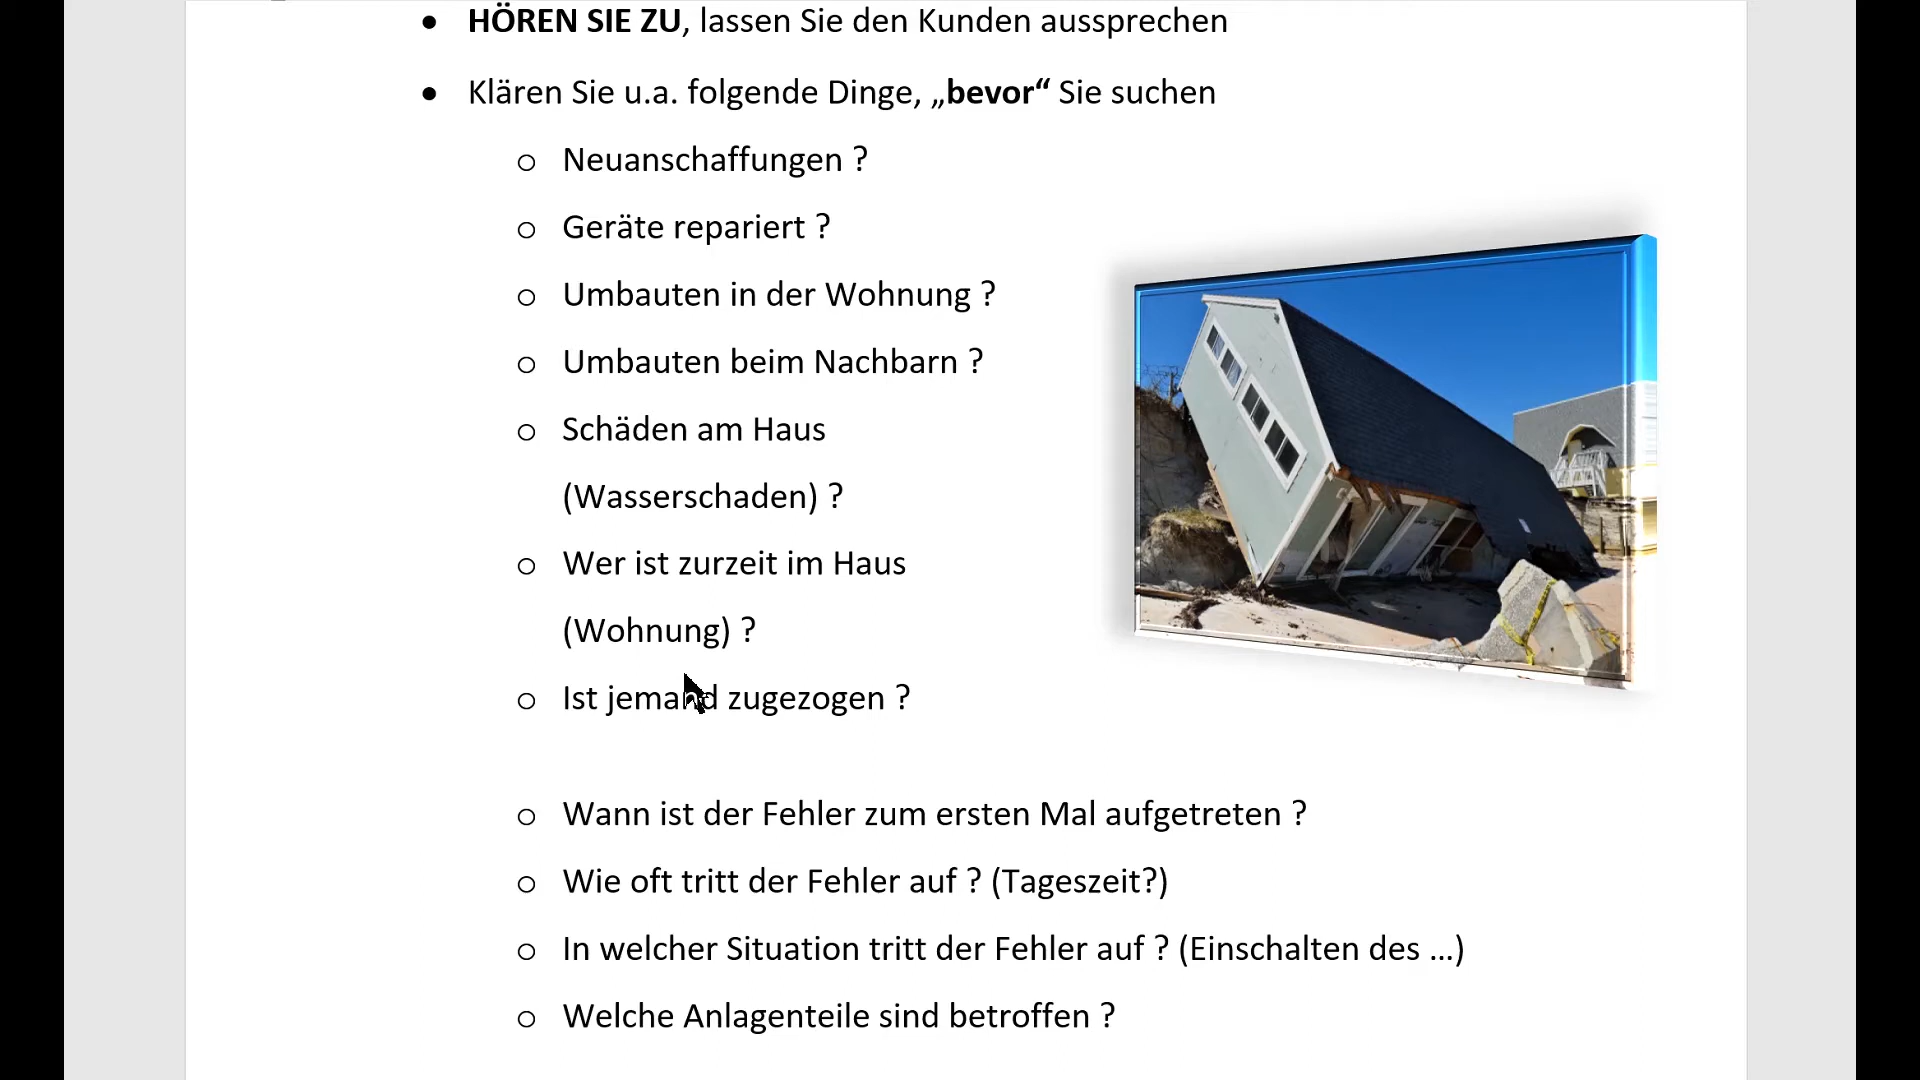 • HÖREN SIE ZU, lassen Sie den Kunden aussprechen
• Klären Sie u.a. folgende Dinge, „bevor“ Sie suchen
o Neuanschaffungen ?
o Geräte repariert ?
o Umbauten in der Wohnung ?
o Umbauten beim Nachbarn ?
o Schäden am Haus
(Wasserschaden) ?
o Wer ist zurzeit im Haus
(Wohnung) ?
o Ist jemand zugezogen ?
o Wann ist der Fehler zum ersten Mal aufgetreten ?
o Wie oft tritt der Fehler auf ? (Tageszeit?)
o In welcher Situation tritt der Fehler auf ? (Einschalten des …)
o Welche Anlagenteile sind betroffen ?